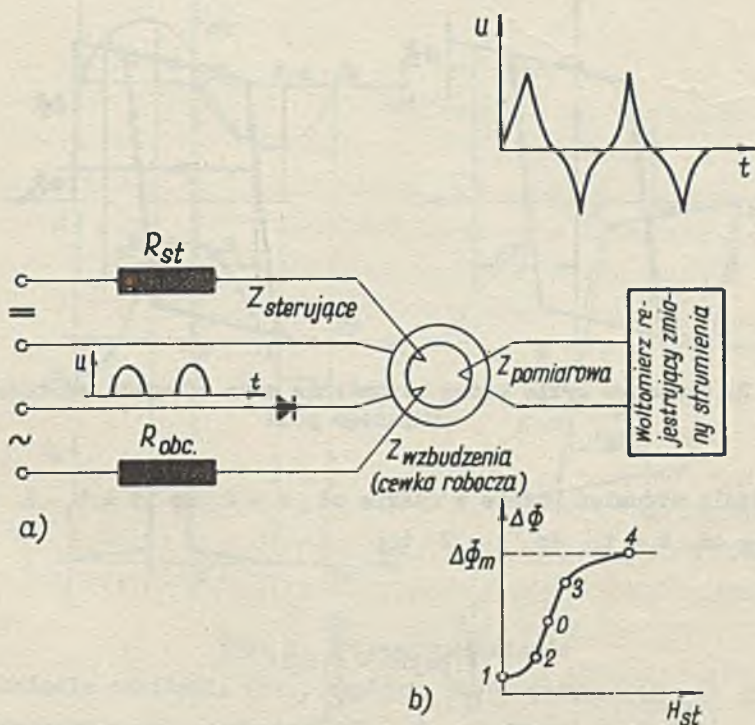 u
t
R_st
Z_sterujące
=
u
t
~
R_obc.
Z_wzbudzenia
(cewka robocza)
Z_pomiarowa
Woltomierz re-
jestrujący zmia-
ny strumienia
a)
ΔΦ
ΔΦ_m
4
3
0
2
1
b)
H_st